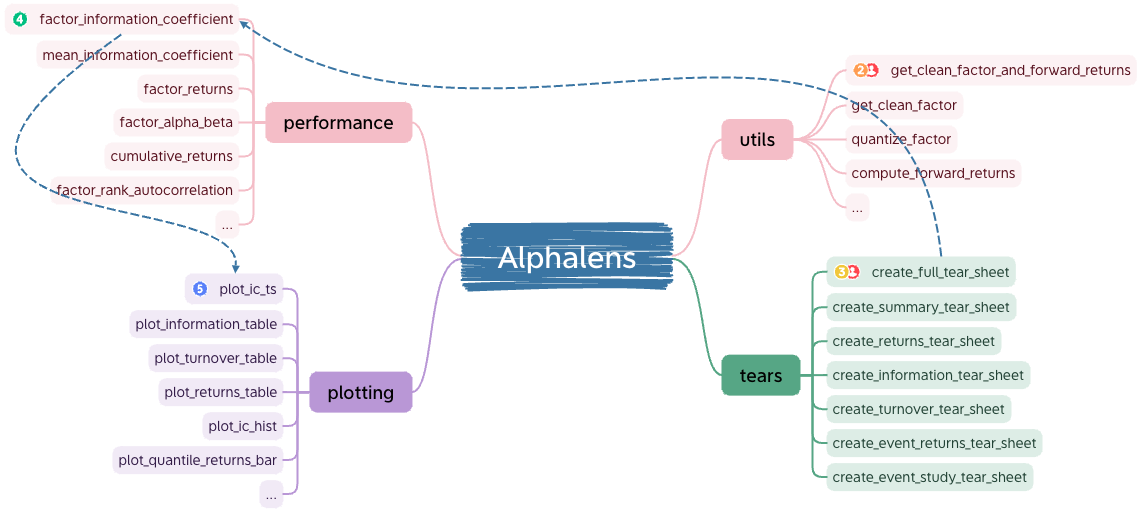 4 factor_information_coefficient
mean_information_coefficient
factor_returns
factor_alpha_beta
cumulative_returns
factor_rank_autocorrelation
...
performance
5 plot_ic_ts
plot_information_table
plot_turnover_table
plot_returns_table
plot_ic_hist
plot_quantile_returns_bar
...
plotting
Alphalens
utils
2 get_clean_factor_and_forward_returns
get_clean_factor
quantize_factor
compute_forward_returns
...
tears
3 create_full_tear_sheet
create_summary_tear_sheet
create_returns_tear_sheet
create_information_tear_sheet
create_turnover_tear_sheet
create_event_returns_tear_sheet
create_event_study_tear_sheet